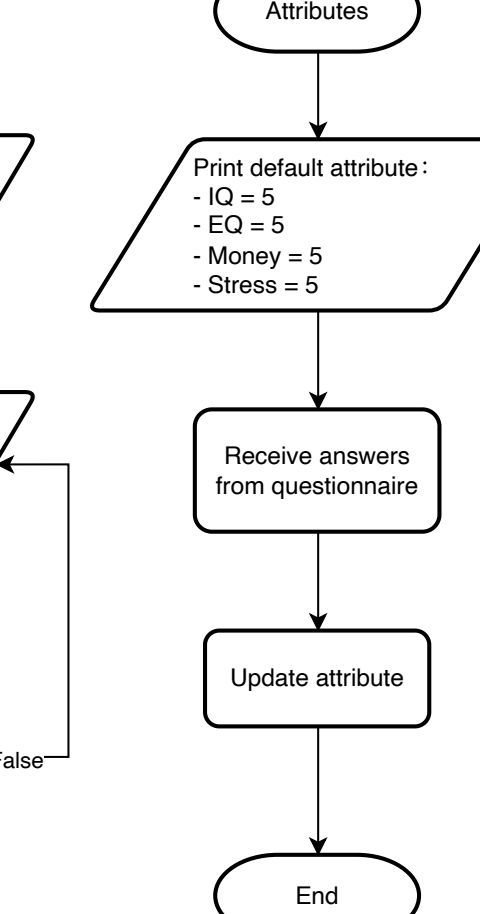 Attributes
Print default attribute：
- IQ = 5
- EQ = 5
- Money = 5
- Stress = 5
Receive answers
from questionnaire
Update attribute
False
End